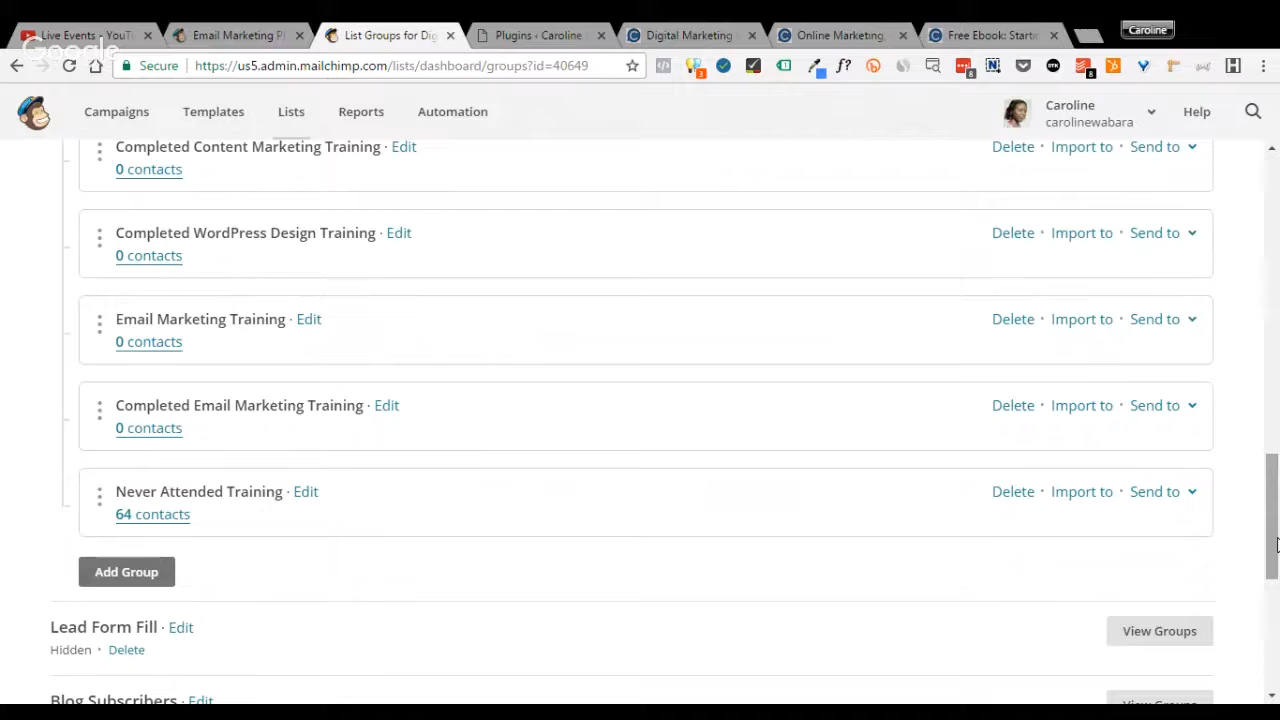 Live Events - YouTu
Email Marketing Pl
List Groups for Dig
Plugins ‹ Caroline
Digital Marketing
Online Marketing,
Free Ebook: Startin
Caroline
Google
Secure
https://us5.admin.mailchimp.com/lists/dashboard/groups?id=40649
Campaigns
Templates
Lists
Reports
Automation
Caroline
carolinewabara
Help
Completed Content Marketing Training · Edit
Delete · Import to · Send to
0 contacts
Completed WordPress Design Training · Edit
Delete · Import to · Send to
0 contacts
Email Marketing Training · Edit
Delete · Import to · Send to
0 contacts
Completed Email Marketing Training · Edit
Delete · Import to · Send to
0 contacts
Never Attended Training · Edit
Delete · Import to · Send to
64 contacts
Add Group
Lead Form Fill · Edit
View Groups
Hidden · Delete
Blog Subscribers · Edit
View Groups